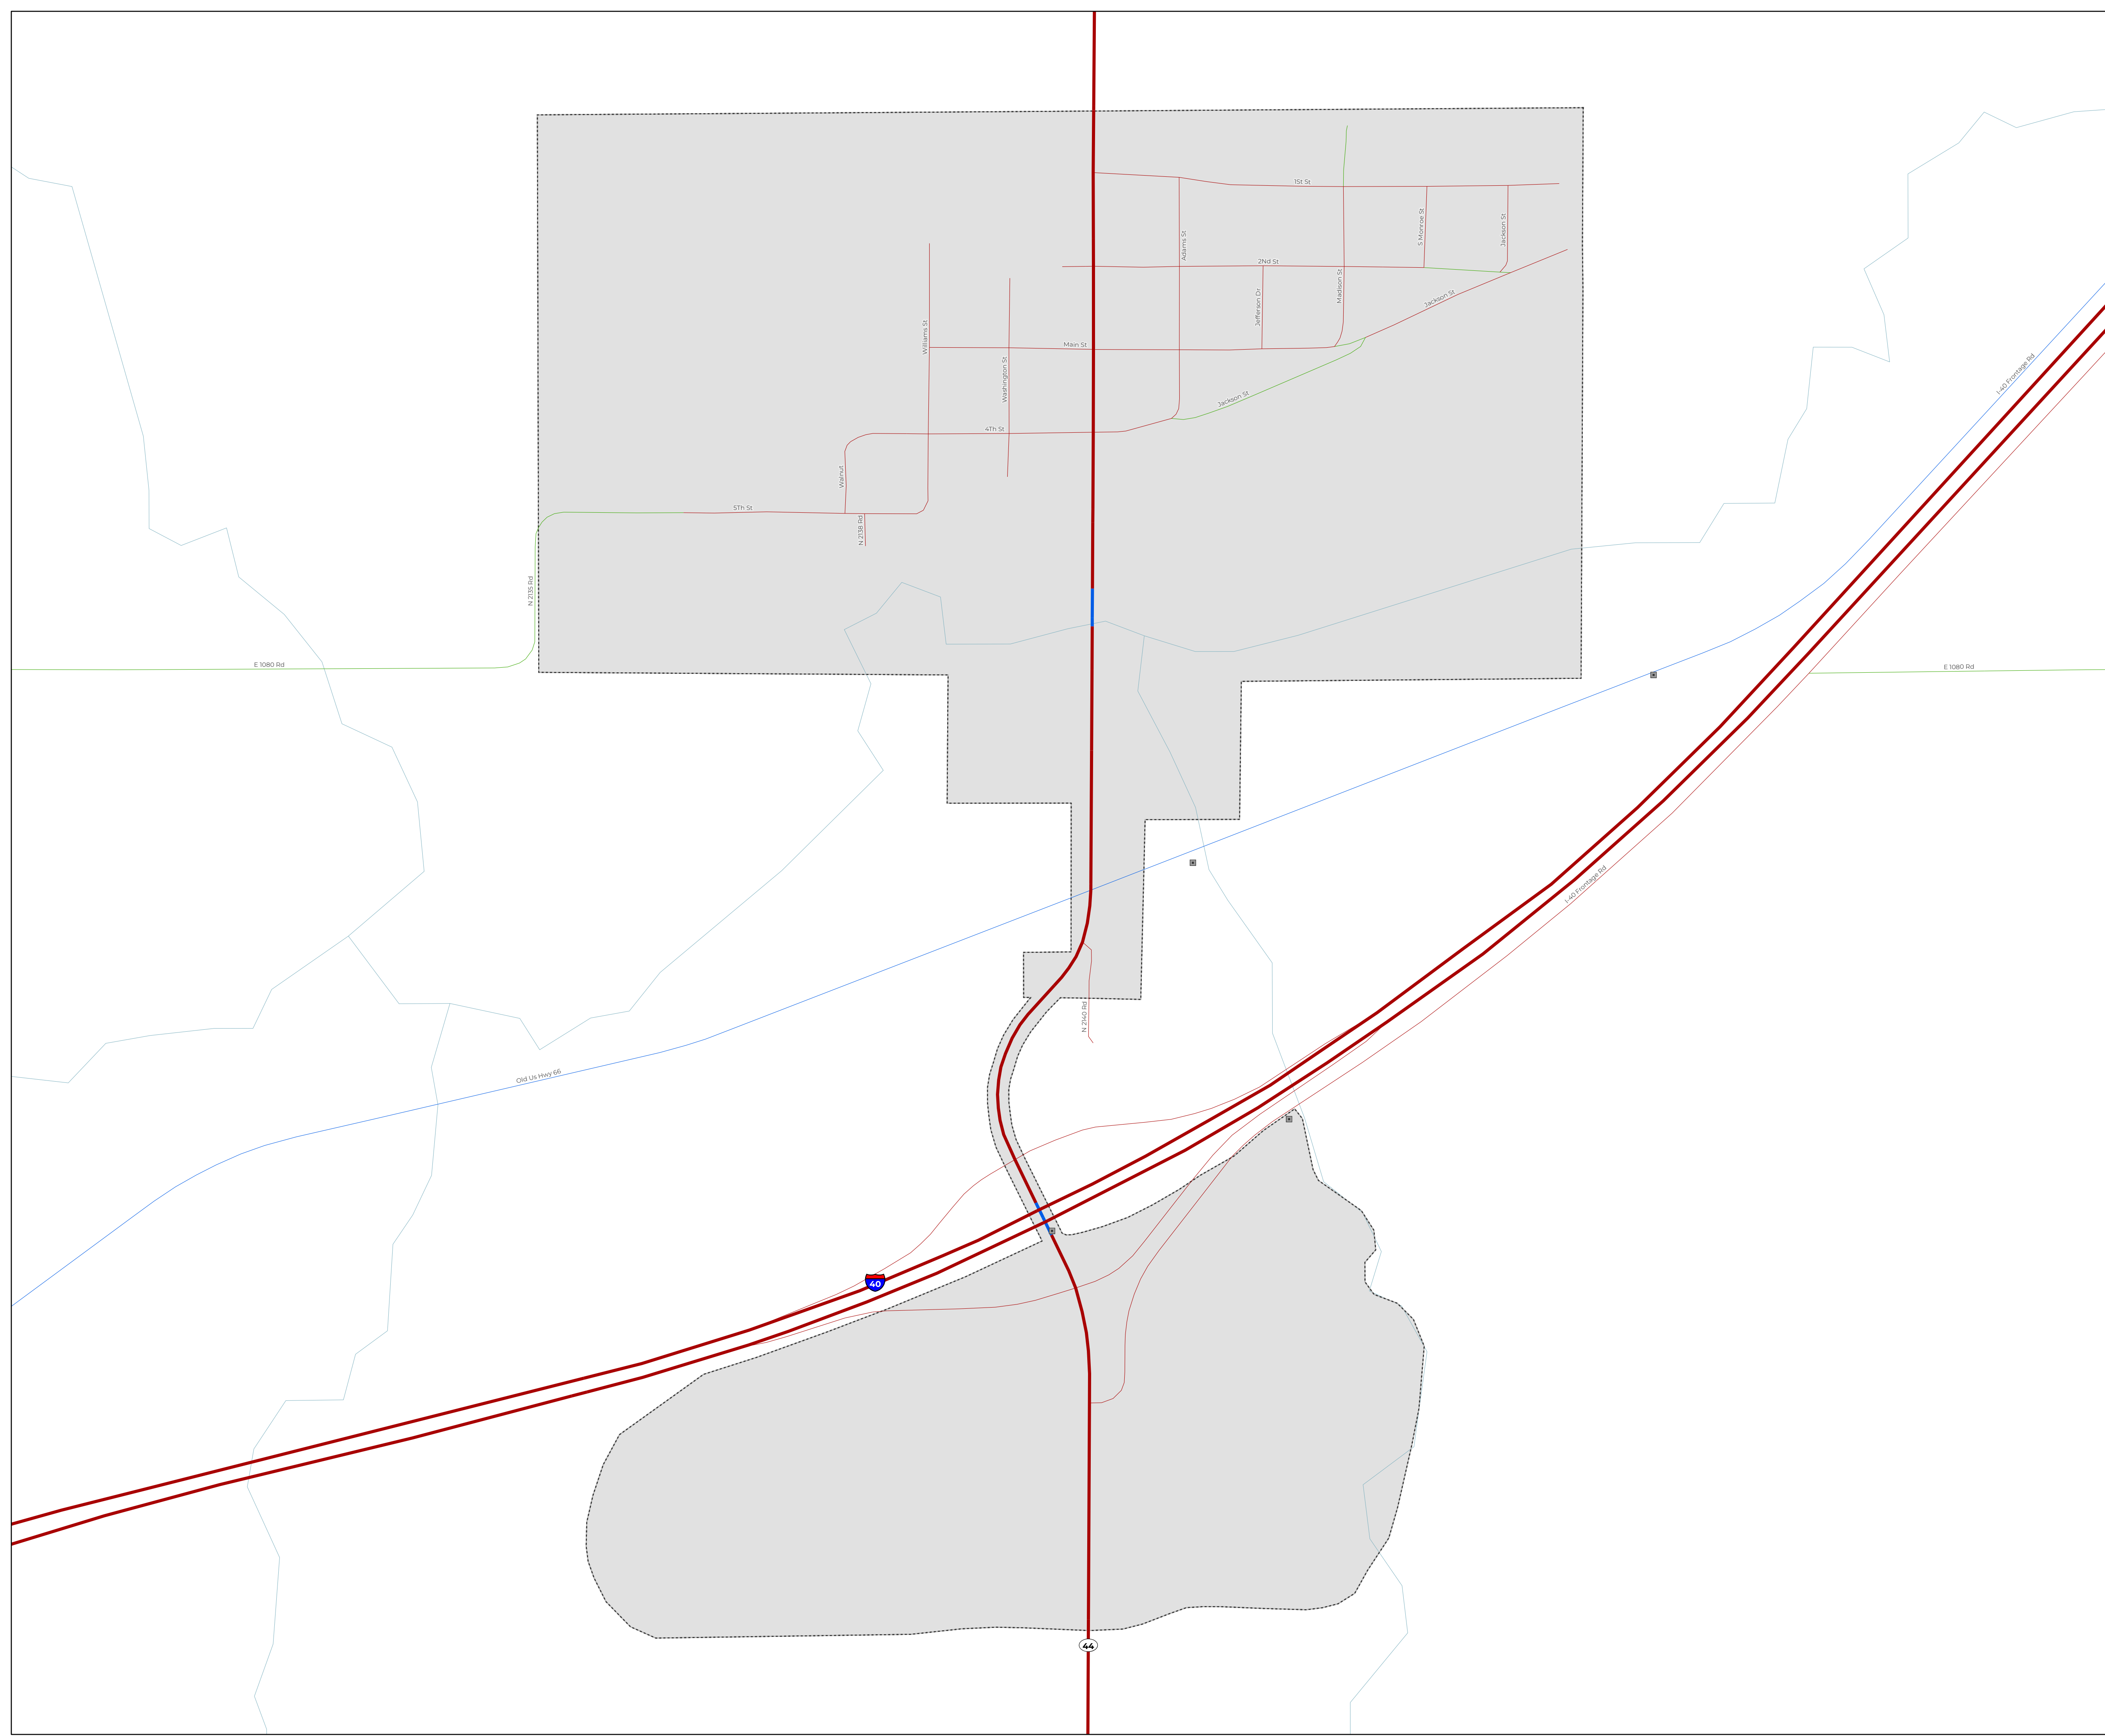 1St St
S Monroe St
Jackson St
Adams St
2Nd St
Madison St
Jefferson Dr
Jackson St
Williams St
Main St
Washington St
I-40 Frontage Rd
Jackson St
4Th St
Walnut
5Th St
N 2138 Rd
N 2135 Rd
E 1080 Rd
E 1080 Rd
I-40 Frontage Rd
N 2140 Rd
Old Us Hwy 66
40
44